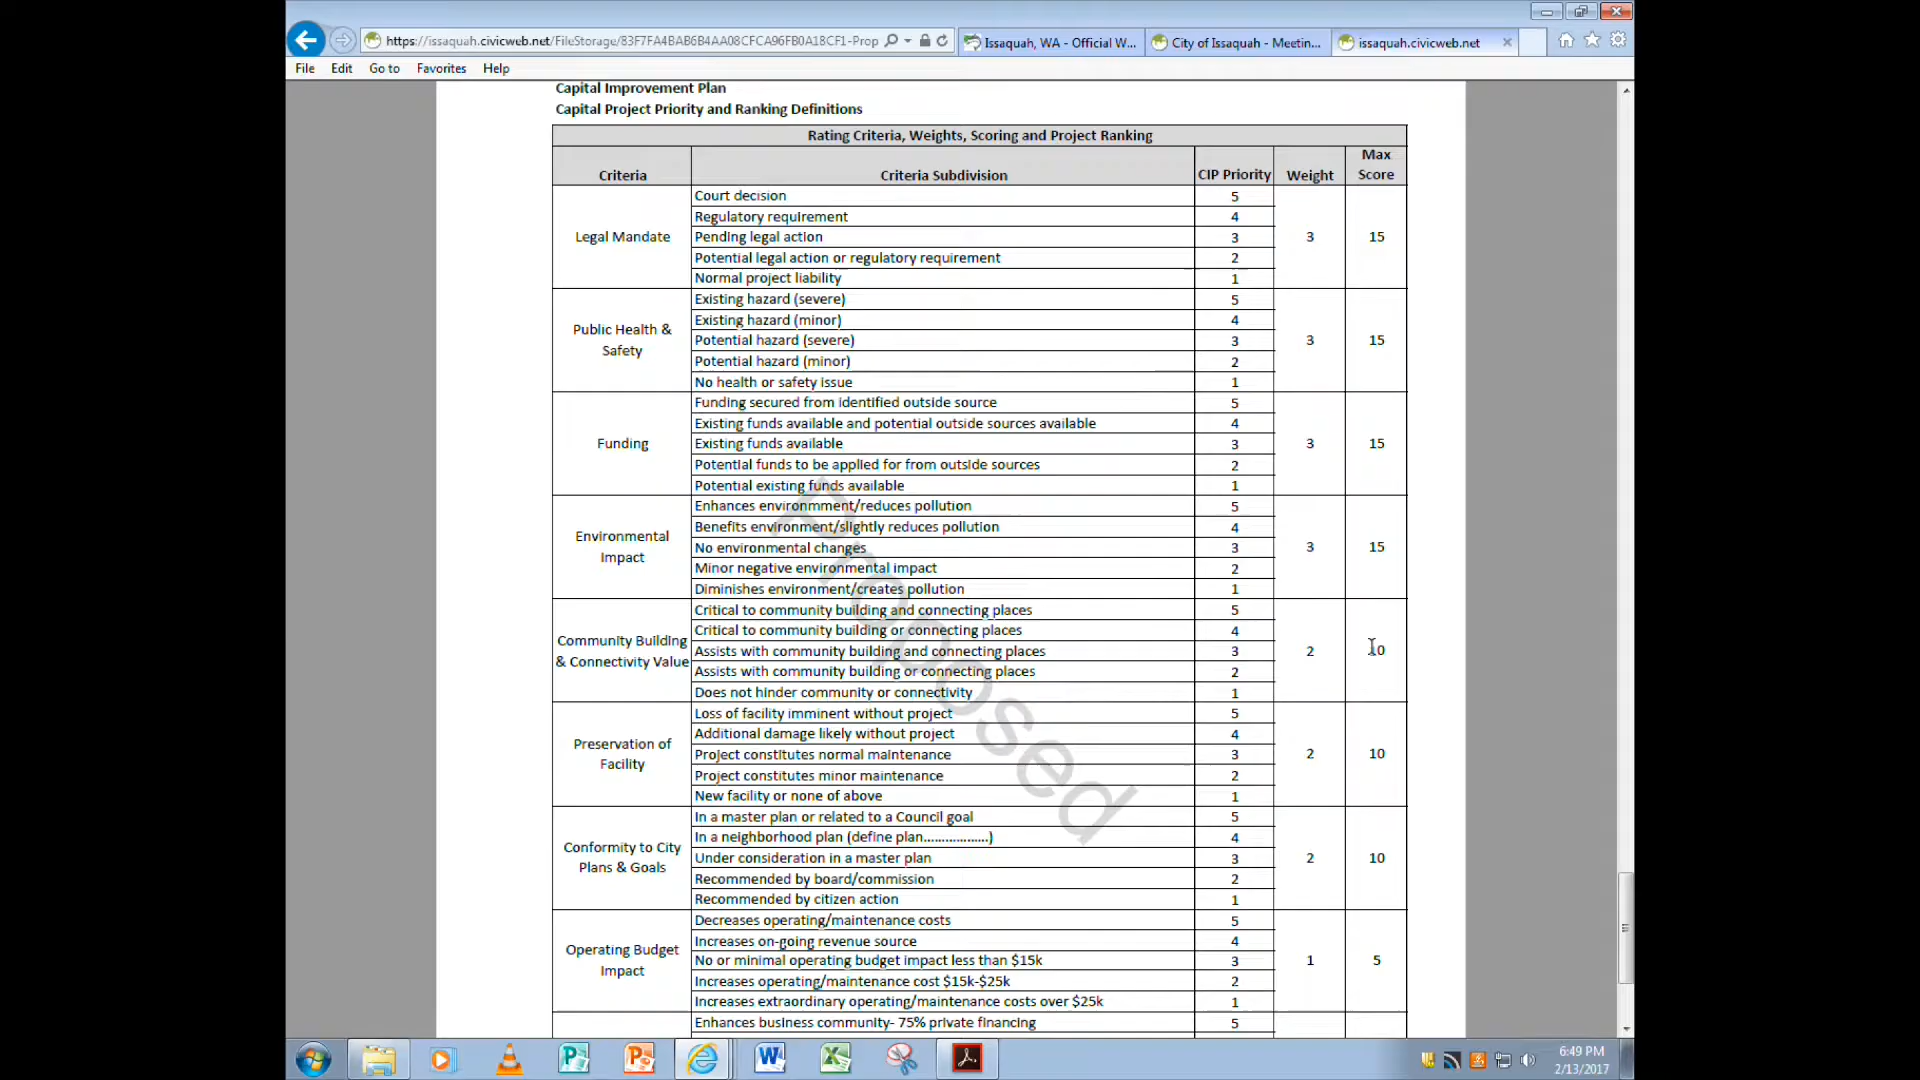 https://issaquah.civicweb.net/FileStorage/83F7FA4BAB6B4AA08CFCA96FB0A18CF1-Prop
Issaquah, WA - Official W...
City of Issaquah - Meetin...
issaquah.civicweb.net
File Edit Go to Favorites Help
Capital Improvement Plan
Capital Project Priority and Ranking Definitions
Rating Criteria, Weights, Scoring and Project Ranking
Criteria Criteria Subdivision CIP Priority Weight Max Score
Legal Mandate
Court decision 5
Regulatory requirement 4
Pending legal action 3 3 15
Potential legal action or regulatory requirement 2
Normal project liability 1
Public Health & Safety
Existing hazard (severe) 5
Existing hazard (minor) 4
Potential hazard (severe) 3 3 15
Potential hazard (minor) 2
No health or safety issue 1
Funding
Funding secured from identified outside source 5
Existing funds available and potential outside sources available 4
Existing funds available 3 3 15
Potential funds to be applied for from outside sources 2
Potential existing funds available 1
Environmental Impact
Enhances environmment/reduces pollution 5
Benefits environment/slightly reduces pollution 4
No environmental changes 3 3 15
Minor negative environmental impact 2
Diminishes environment/creates pollution 1
Community Building & Connectivity Value
Critical to community building and connecting places 5
Critical to community building or connecting places 4
Assists with community building and connecting places 3 2 10
Assists with community building or connecting places 2
Does not hinder community or connectivity 1
Preservation of Facility
Loss of facility imminent without project 5
Additional damage likely without project 4
Project constitutes normal maintenance 3 2 10
Project constitutes minor maintenance 2
New facility or none of above 1
Conformity to City Plans & Goals
In a master plan or related to a Council goal 5
In a neighborhood plan (define plan..................) 4
Under consideration in a master plan 3 2 10
Recommended by board/commission 2
Recommended by citizen action 1
Operating Budget Impact
Decreases operating/maintenance costs 5
Increases on-going revenue source 4
No or minimal operating budget impact less than $15k 3 1 5
Increases operating/maintenance cost $15k-$25k 2
Increases extraordinary operating/maintenance costs over $25k 1
Enhances business community- 75% private financing 5
Proposed
6:49 PM
2/13/2017